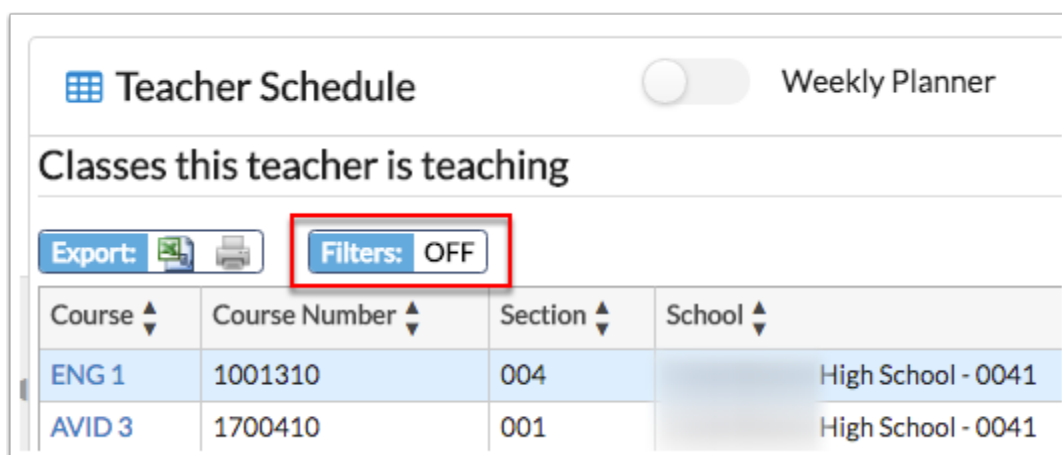 Teacher Schedule Weekly Planner
Classes this teacher is teaching
Export: Filters: OFF
Course Course Number Section School
ENG 1 1001310 004 High School - 0041
AVID 3 1700410 001 High School - 0041